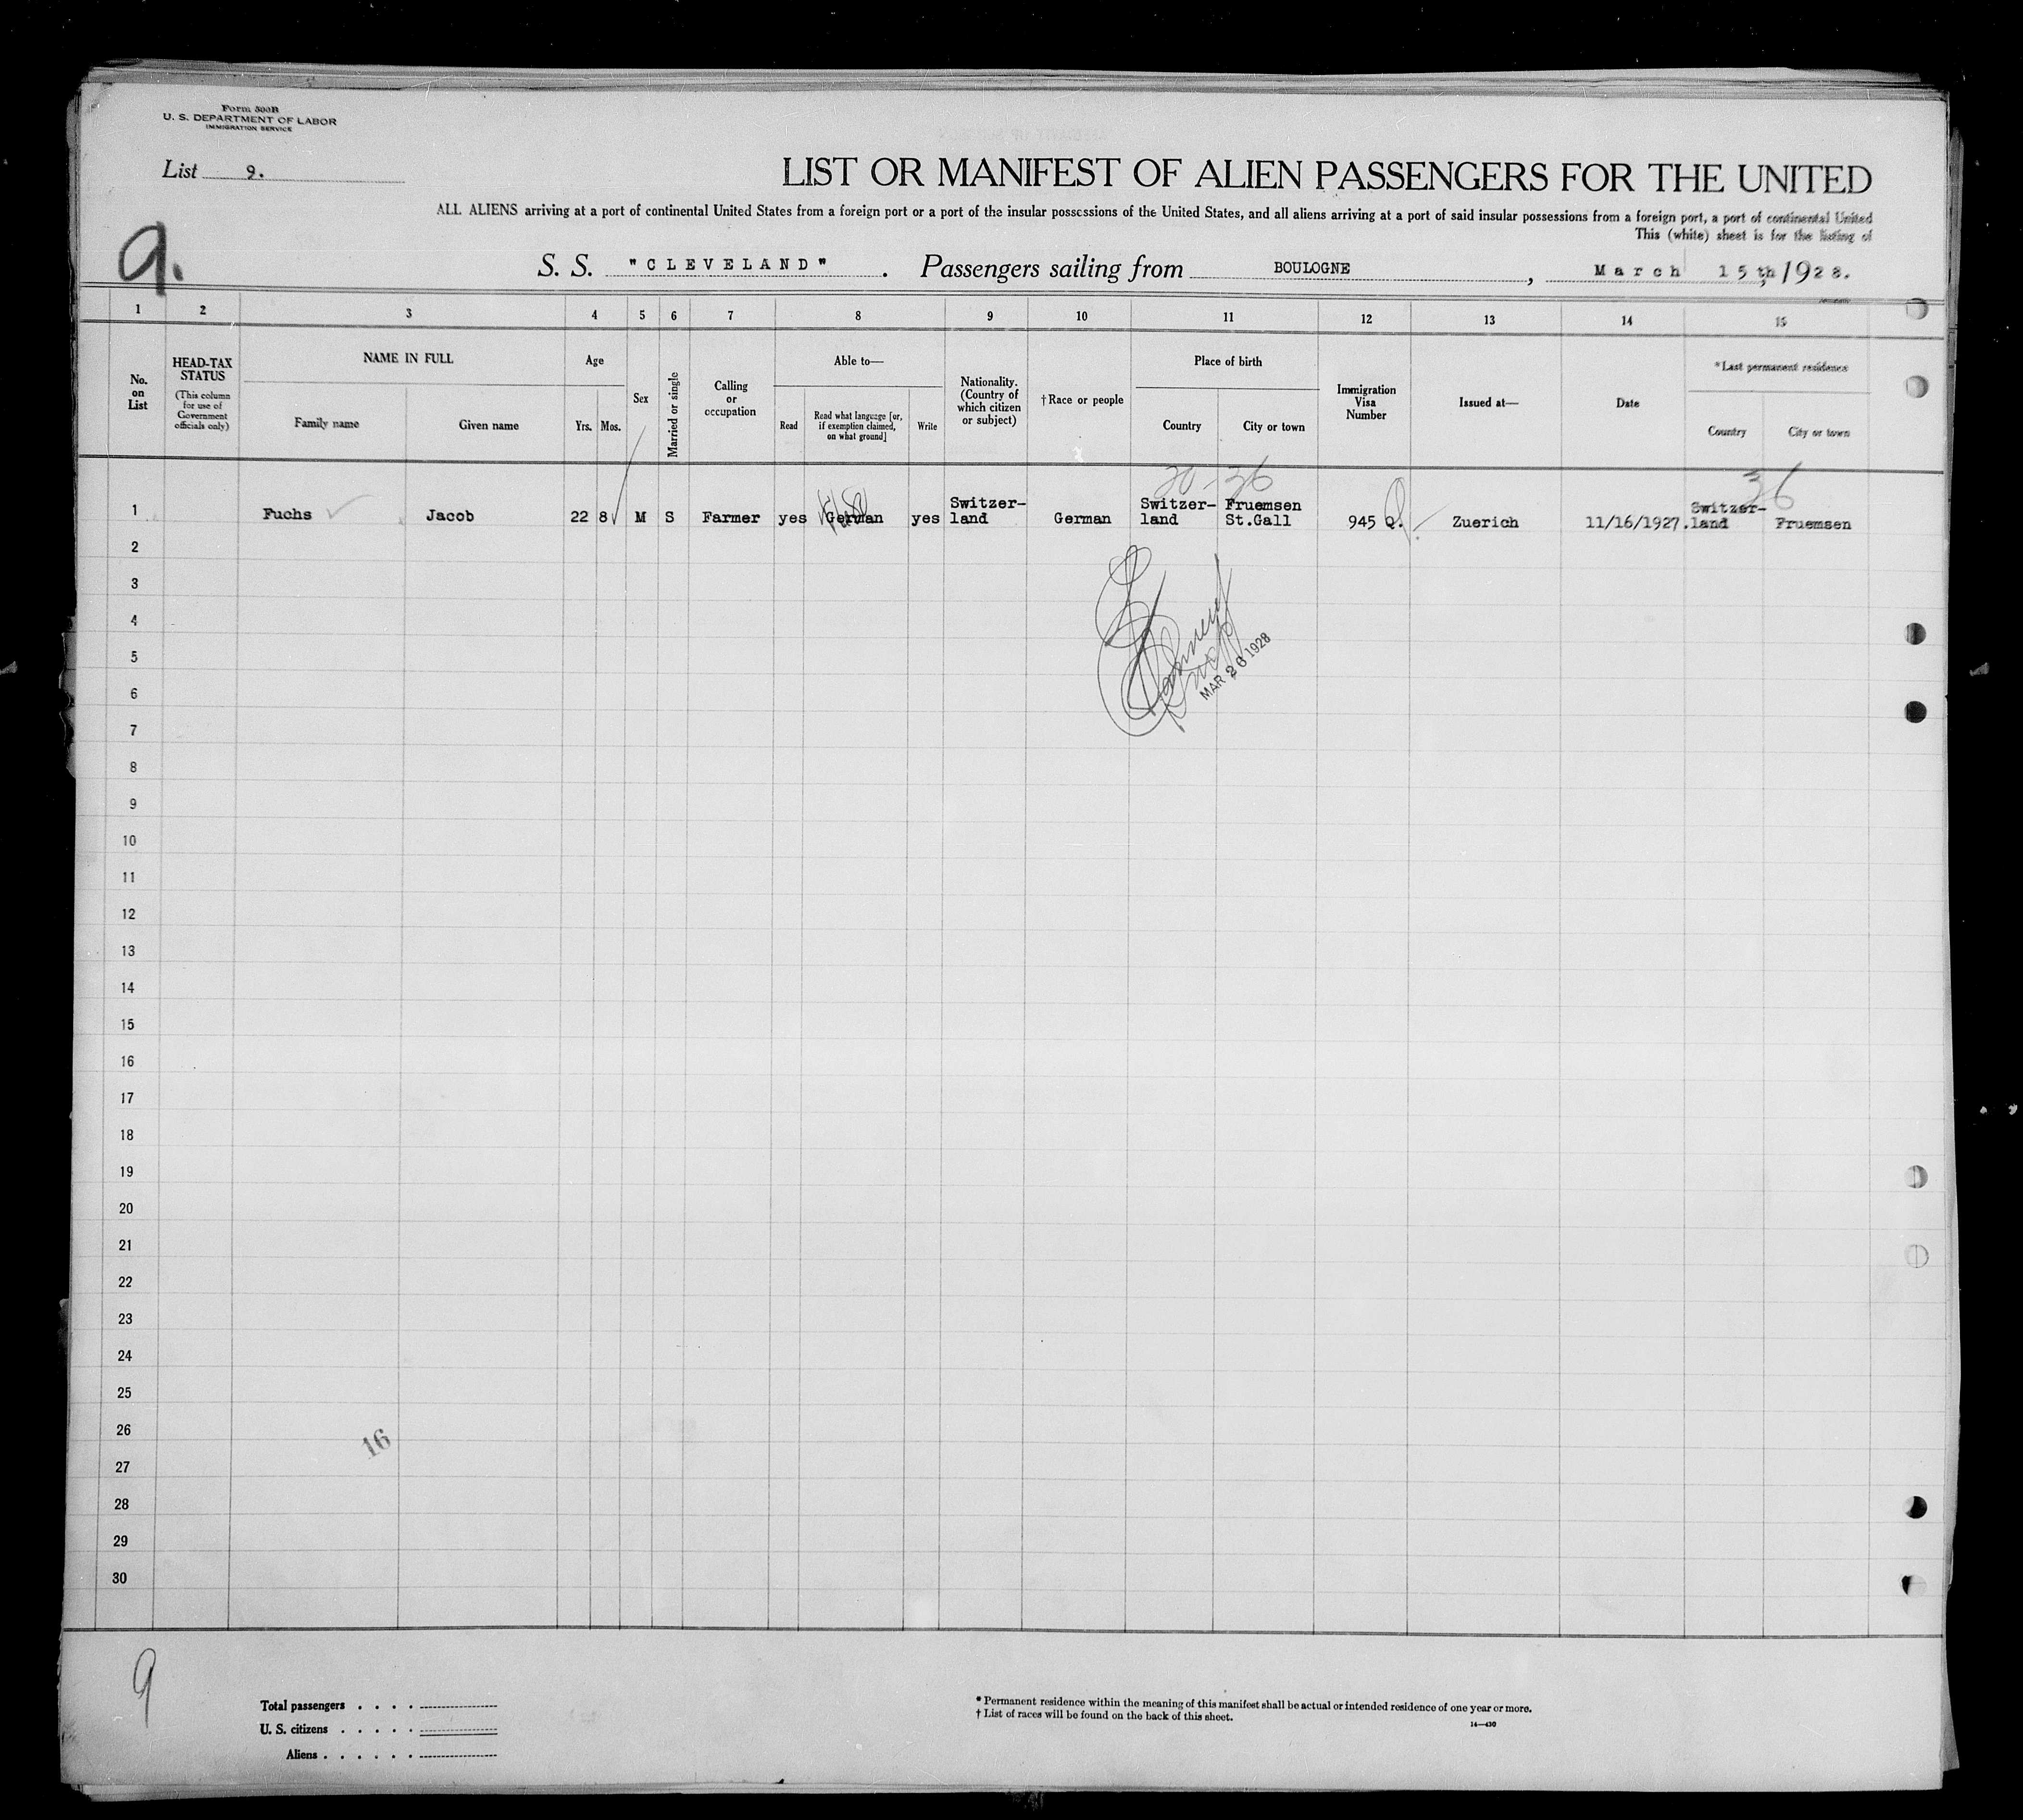 Form 500B
U. S. DEPARTMENT OF LABOR
IMMIGRATION SERVICE
List 9.
LIST OR MANIFEST OF ALIEN PASSENGERS FOR THE UNITED
ALL ALIENS arriving at a port of continental United States from a foreign port or a port of the insular possessions of the United States, and all aliens arriving at a port of said insular possessions from a foreign port, a port of continental United
This (white) sheet is for the listing of
9.
S. S. "CLEVELAND". Passengers sailing from BOULOGNE, March 15th, 1928.
1 2 3 4 5 6 7 8 9 10 11 12 13 14 15
No. on List
HEAD-TAX STATUS
(This column for use of Government officials only)
NAME IN FULL
Family name
Given name
Age
Yrs. Mos.
Sex
Married or single
Calling or occupation
Able to—
Read
Read what language [or, if exemption claimed, on what ground]
Write
Nationality. (Country of which citizen or subject)
†Race or people
Place of birth
Country
City or town
Immigration Visa Number
Issued at—
Date
*Last permanent residence
Country
City or town
20-36
36
1 Fuchs Jacob 22 8 M S Farmer yes German yes Switzer-land German Switzer-land Fruemsen St.Gall 945 Q. Zuerich 11/16/1927. Switzer-land Fruemsen
2
3
4
5
MAR 26 1928
6
7
8
9
10
11
12
13
14
15
16
17
18
19
20
21
22
23
24
25
26
16
27
28
29
30
9
Total passengers . . . .
U. S. citizens . . . . .
Aliens . . . . . .
* Permanent residence within the meaning of this manifest shall be actual or intended residence of one year or more.
† List of races will be found on the back of this sheet.
14—430